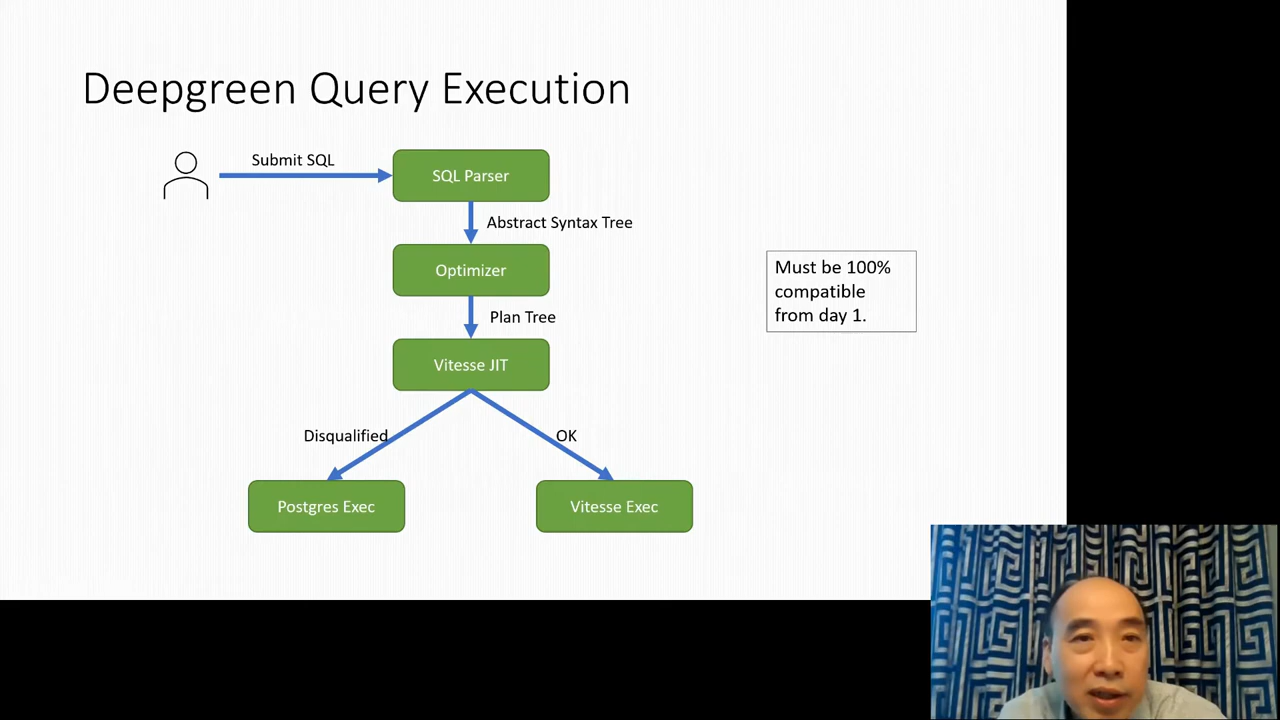 Deepgreen Query Execution
Submit SQL
SQL Parser
Abstract Syntax Tree
Optimizer
Must be 100%
compatible
from day 1.
Plan Tree
Vitesse JIT
Disqualified
OK
Postgres Exec
Vitesse Exec